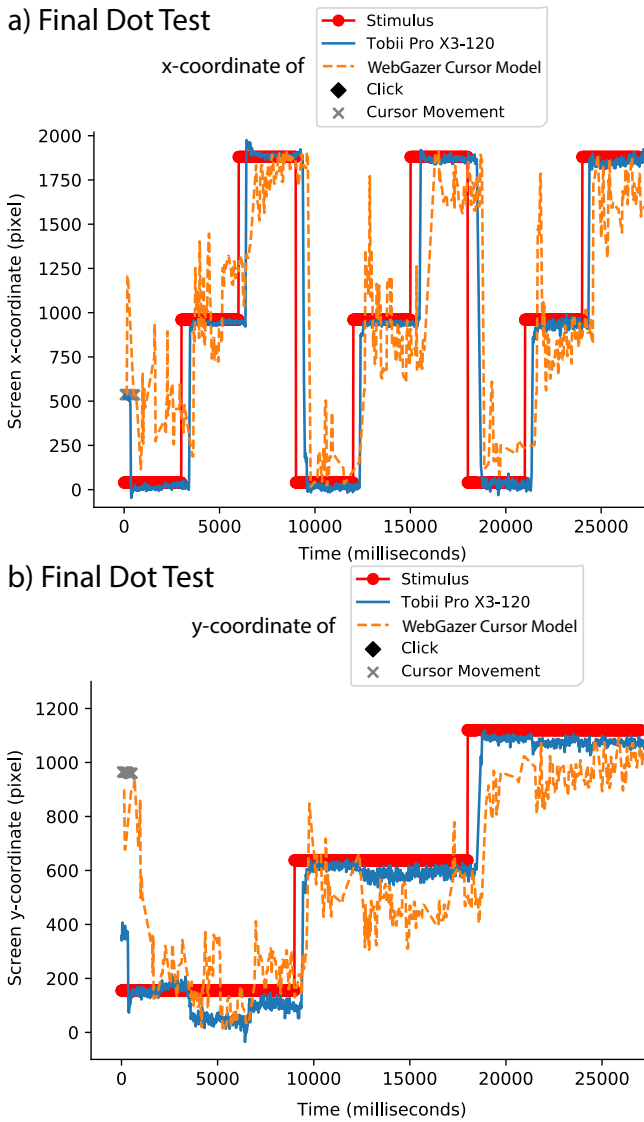 a) Final Dot Test
x-coordinate of
Stimulus
Tobii Pro X3-120
WebGazer Cursor Model
Click
Cursor Movement
2000
1750
1500
1250
1000
750
500
250
0
Screen x-coordinate (pixel)
0 5000 10000 15000 20000 25000
Time (milliseconds)
b) Final Dot Test
y-coordinate of
Stimulus
Tobii Pro X3-120
WebGazer Cursor Model
Click
Cursor Movement
1200
1000
800
600
400
200
0
Screen y-coordinate (pixel)
0 5000 10000 15000 20000 25000
Time (milliseconds)